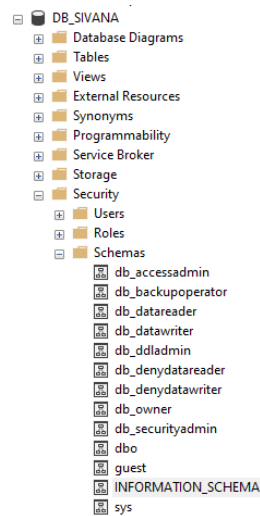 DB_SIVANA
Database Diagrams
Tables
Views
External Resources
Synonyms
Programmability
Service Broker
Storage
Security
Users
Roles
Schemas
db_accessadmin
db_backupoperator
db_datareader
db_datawriter
db_ddladmin
db_denydatareader
db_denydatawriter
db_owner
db_securityadmin
dbo
guest
INFORMATION_SCHEMA
sys